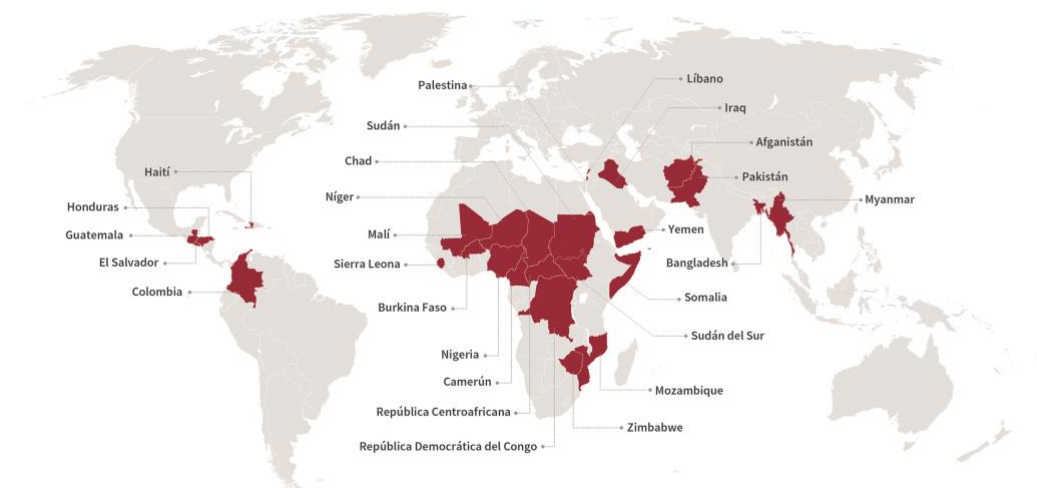 Palestina
Líbano
Iraq
Sudán
Afganistán
Chad
Haití
Pakistán
Níger
Myanmar
Honduras
Malí
Yemen
Guatemala
El Salvador
Sierra Leona
Bangladesh
Colombia
Somalia
Burkina Faso
Sudán del Sur
Nigeria
Camerún
Mozambique
República Centroafricana
Zimbabwe
República Democrática del Congo